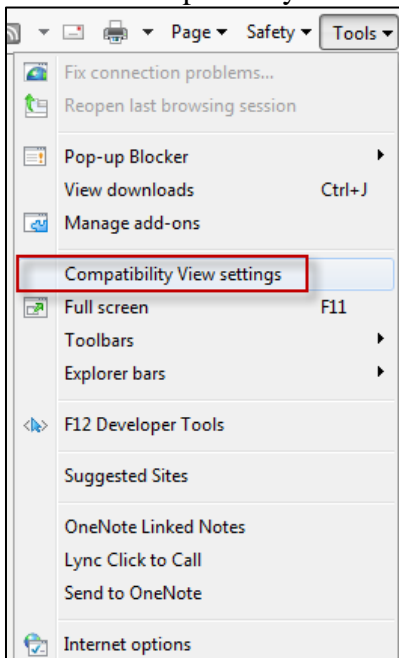 Page Safety Tools
Fix connection problems...
Reopen last browsing session
Pop-up Blocker
View downloads Ctrl+J
Manage add-ons
Compatibility View settings
Full screen F11
Toolbars
Explorer bars
F12 Developer Tools
Suggested Sites
OneNote Linked Notes
Lync Click to Call
Send to OneNote
Internet options